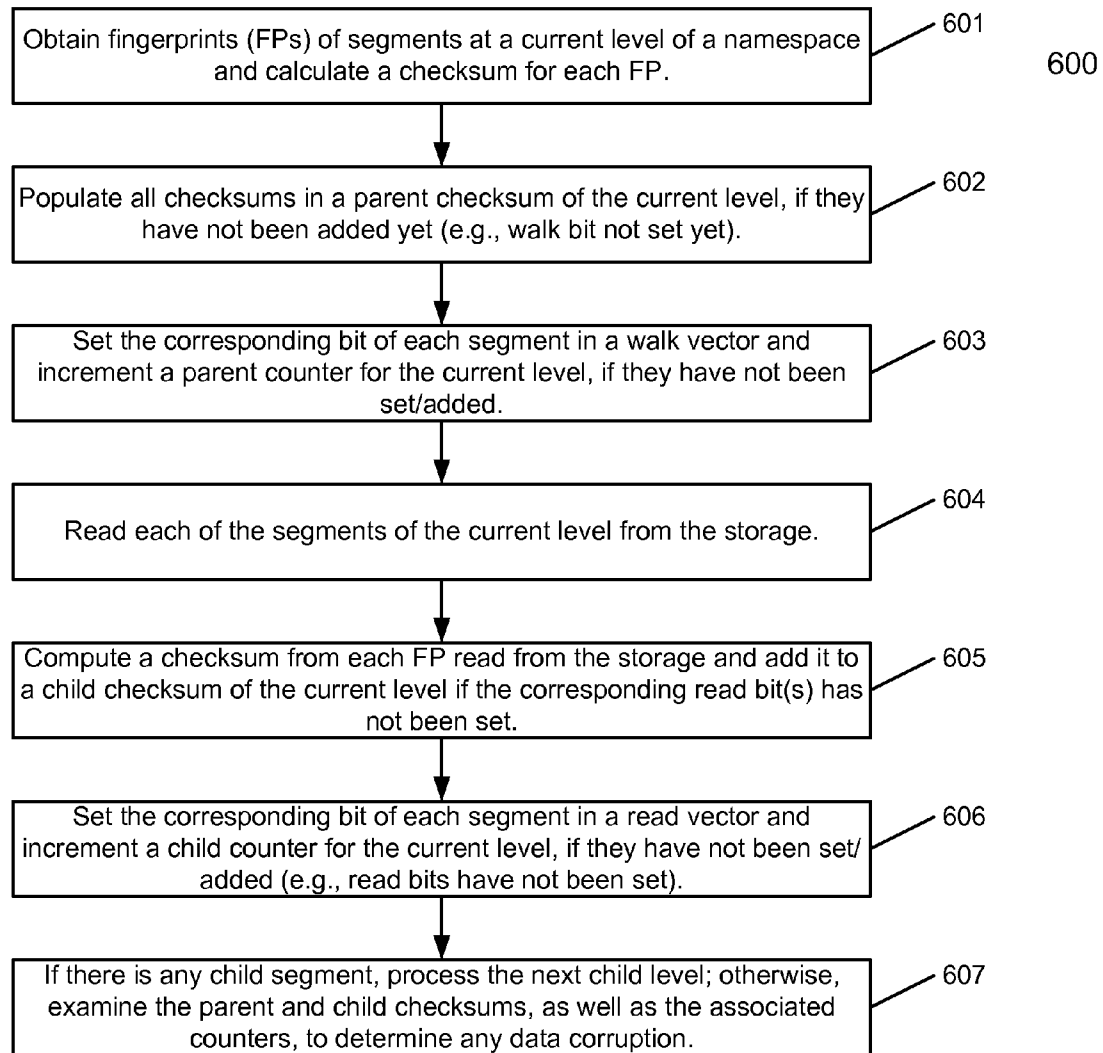 Obtain fingerprints (FPs) of segments at a current level of a namespace
and calculate a checksum for each FP.
601
600
Populate all checksums in a parent checksum of the current level, if they
have not been added yet (e.g., walk bit not set yet).
602
Set the corresponding bit of each segment in a walk vector and
increment a parent counter for the current level, if they have not been
set/added.
603
Read each of the segments of the current level from the storage.
604
Compute a checksum from each FP read from the storage and add it to
a child checksum of the current level if the corresponding read bit(s) has
not been set.
605
Set the corresponding bit of each segment in a read vector and
increment a child counter for the current level, if they have not been set/
added (e.g., read bits have not been set).
606
If there is any child segment, process the next child level; otherwise,
examine the parent and child checksums, as well as the associated
counters, to determine any data corruption.
607